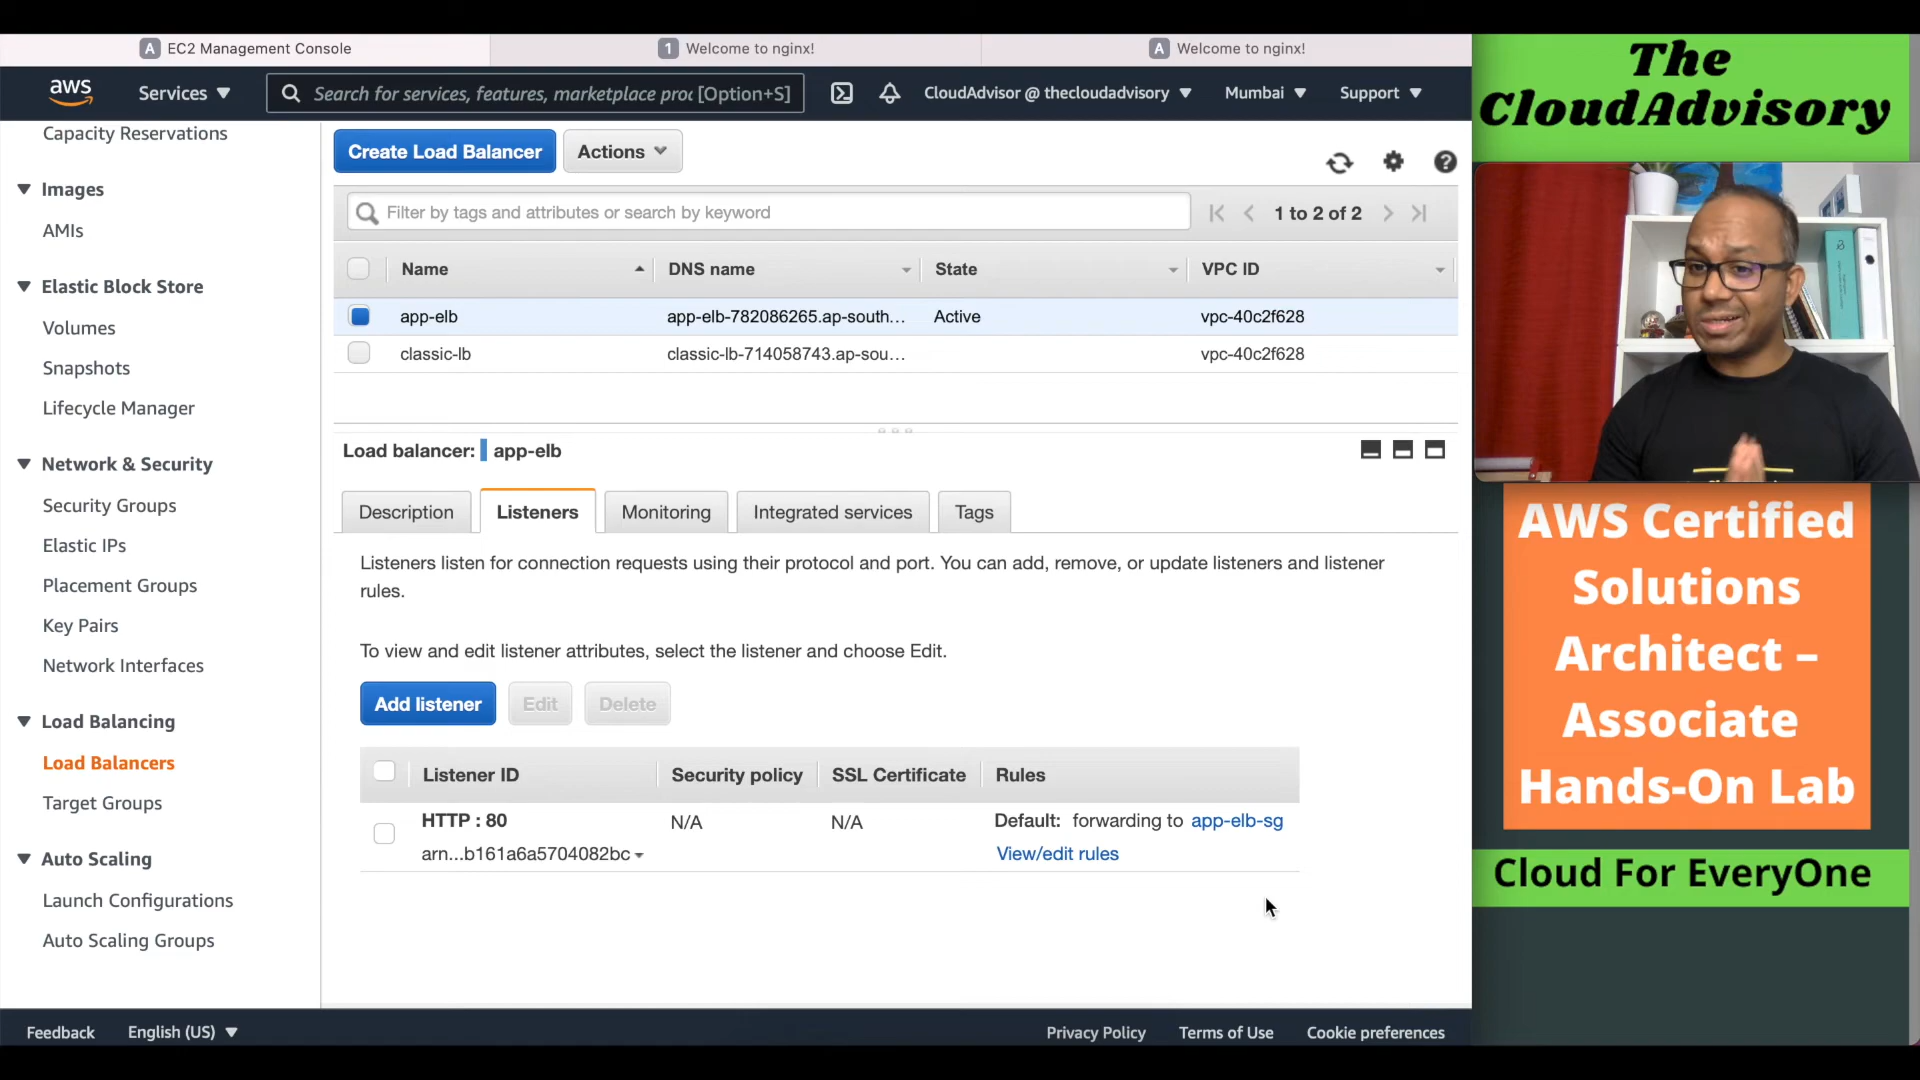 A EC2 Management Console
1 Welcome to nginx!
A Welcome to nginx!
aws
Services
Search for services, features, marketplace proc [Option+S]
CloudAdvisor @ thecloudadvisory
Mumbai
Support
Capacity Reservations
Images
AMIs
Elastic Block Store
Volumes
Snapshots
Lifecycle Manager
Network & Security
Security Groups
Elastic IPs
Placement Groups
Key Pairs
Network Interfaces
Load Balancing
Load Balancers
Target Groups
Auto Scaling
Launch Configurations
Auto Scaling Groups
Create Load Balancer
Actions
Filter by tags and attributes or search by keyword
1 to 2 of 2
Name DNS name State VPC ID
app-elb app-elb-782086265.ap-south... Active vpc-40c2f628
classic-lb classic-lb-714058743.ap-sou... vpc-40c2f628
Load balancer: app-elb
Description Listeners Monitoring Integrated services Tags
Listeners listen for connection requests using their protocol and port. You can add, remove, or update listeners and listener
rules.
To view and edit listener attributes, select the listener and choose Edit.
Add listener Edit Delete
Listener ID Security policy SSL Certificate Rules
HTTP : 80 N/A N/A Default: forwarding to app-elb-sg
arn...b161a6a5704082bc View/edit rules
Feedback English (US) Privacy Policy Terms of Use Cookie preferences
The
CloudAdvisory
AWS Certified
Solutions
Architect –
Associate
Hands-On Lab
Cloud For EveryOne